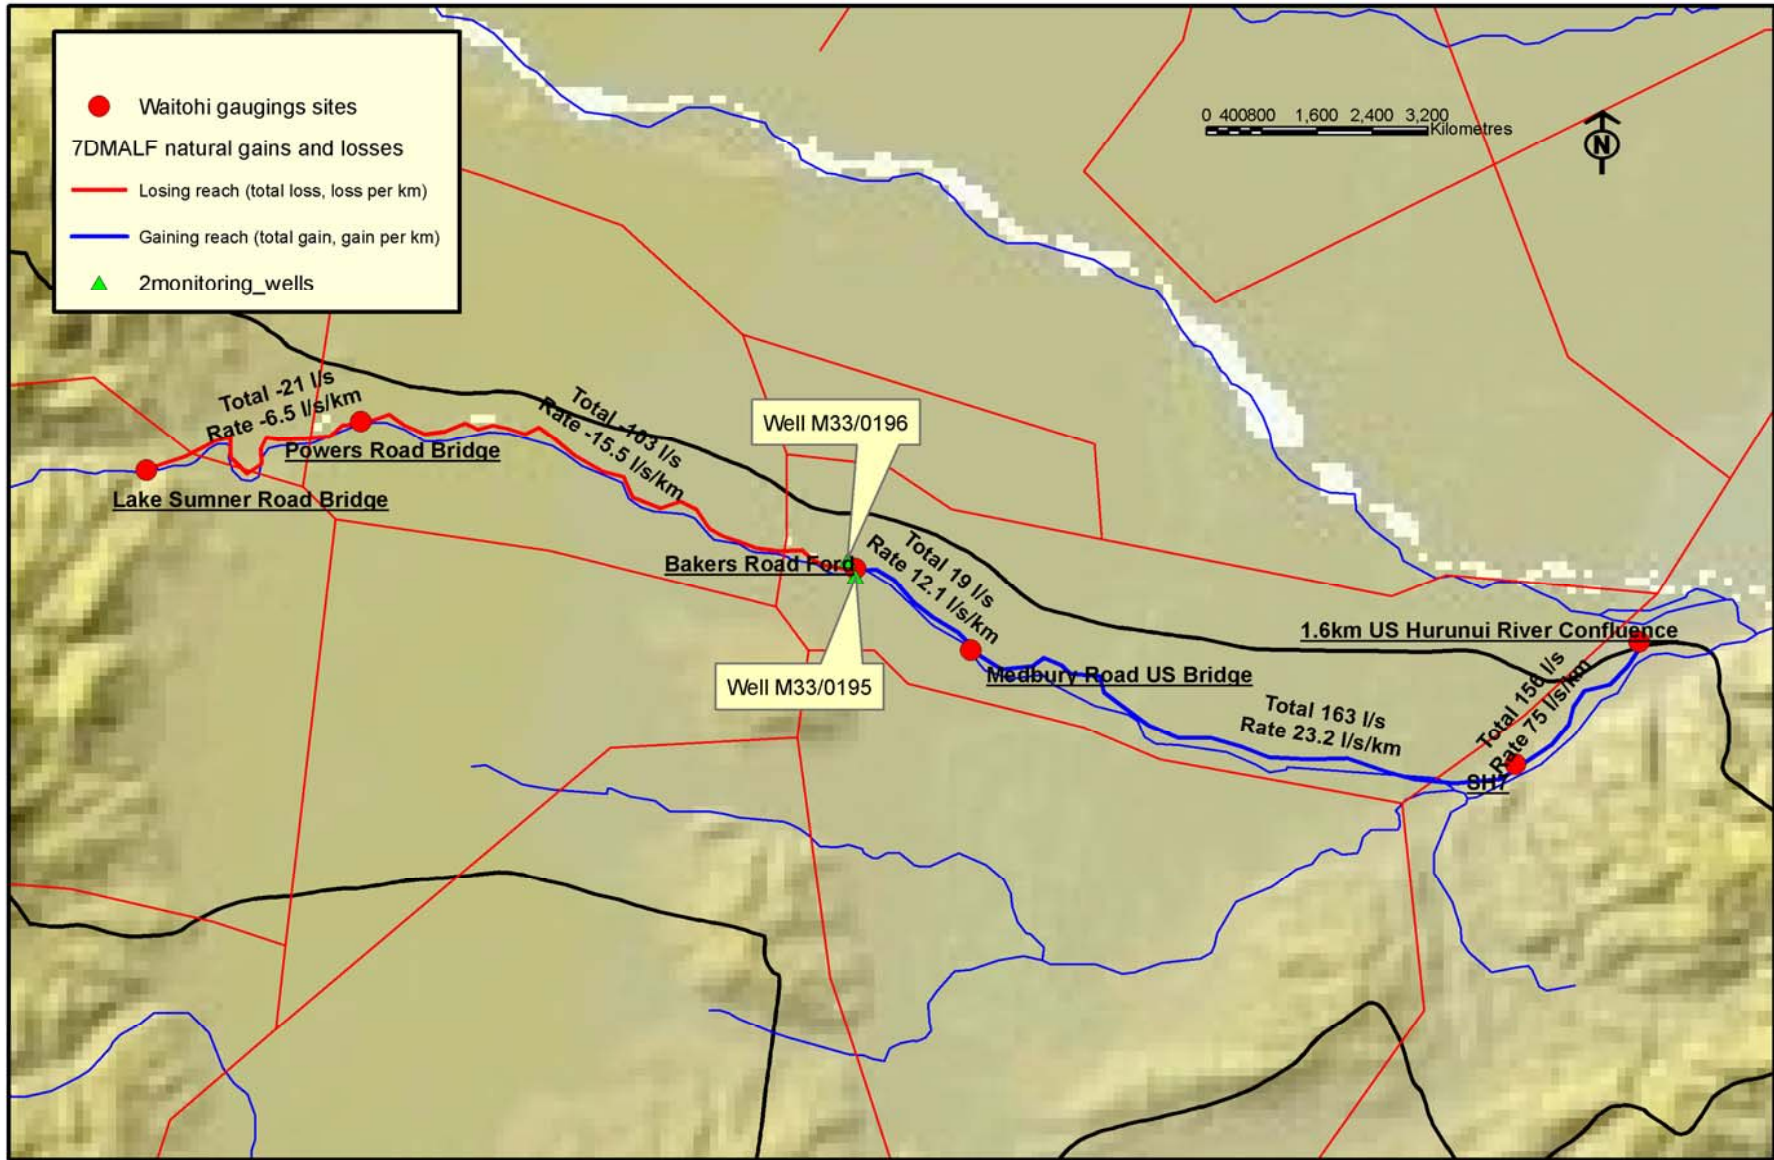 Waitohi gaugings sites
7DMALF natural gains and losses
Losing reach (total loss, loss per km)
Gaining reach (total gain, gain per km)
2monitoring_wells
0 400800 1,600 2,400 3,200
Kilometres
N
Total -21 l/s
Rate -6.5 l/s/km
Powers Road Bridge
Lake Sumner Road Bridge
Total -103 l/s
Rate -15.5 l/s/km
Well M33/0196
Bakers Road Ford
Total 19 l/s
Rate 12.1 l/s/km
Well M33/0195
Medbury Road US Bridge
1.6km US Hurunui River Confluence
Total 163 l/s
Rate 23.2 l/s/km
Total 156 l/s
Rate 75 l/s/km
SH7